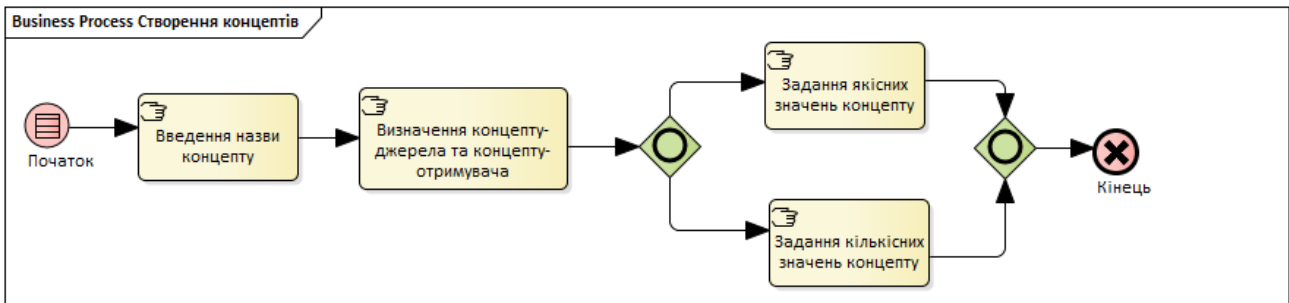 Business Process Створення концептів
Початок
Введення назви
концепту
Визначення концепту-
джерела та концепту-
отримувача
Задання якісних
значень концепту
Задання кількісних
значень концепту
Кінець